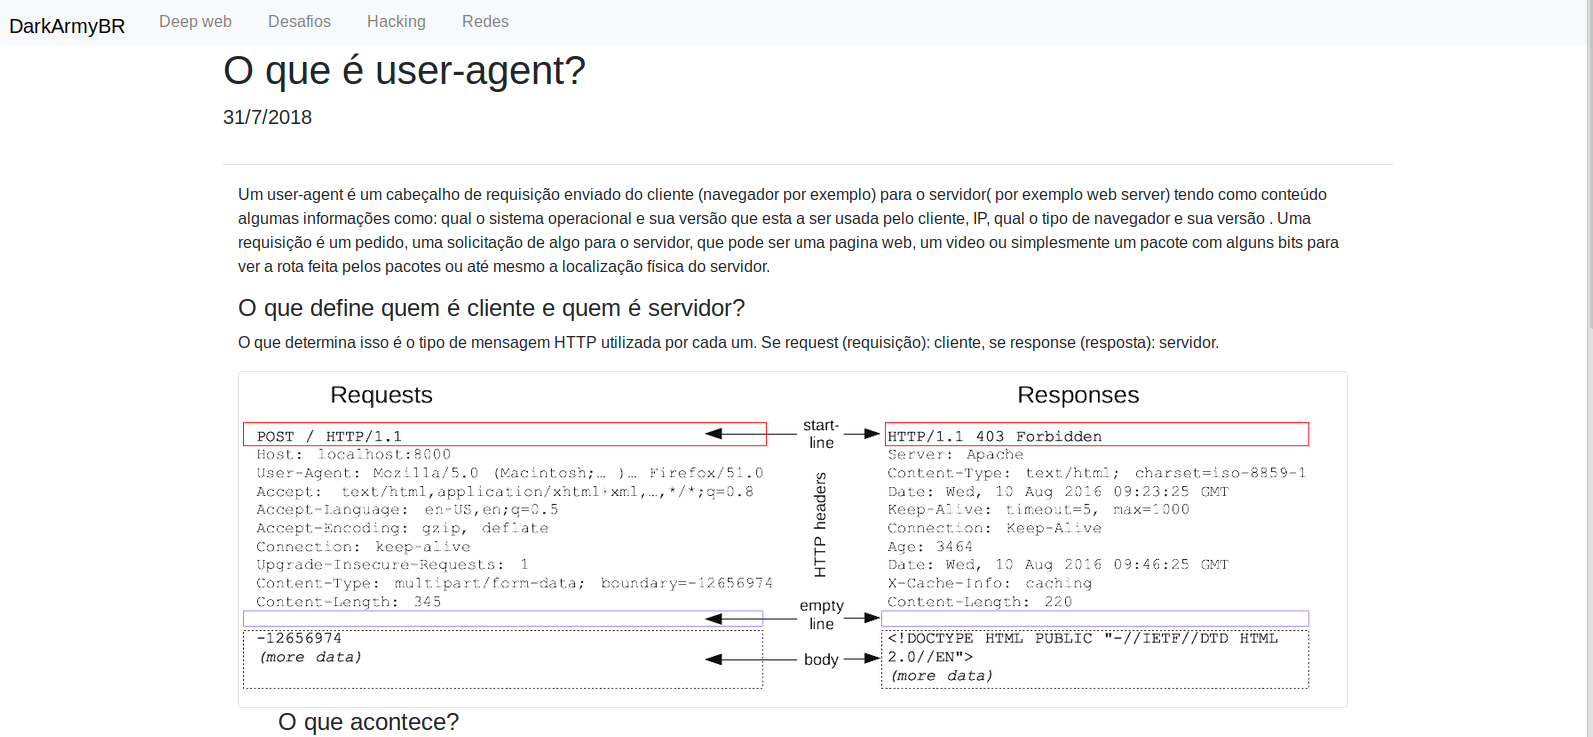 DarkArmyBR Deep web Desafios Hacking Redes
O que é user-agent?
31/7/2018
Um user-agent é um cabeçalho de requisição enviado do cliente (navegador por exemplo) para o servidor( por exemplo web server) tendo como conteúdo
algumas informações como: qual o sistema operacional e sua versão que esta a ser usada pelo cliente, IP, qual o tipo de navegador e sua versão . Uma
requisição é um pedido, uma solicitação de algo para o servidor, que pode ser uma pagina web, um video ou simplesmente um pacote com alguns bits para
ver a rota feita pelos pacotes ou até mesmo a localização física do servidor.
O que define quem é cliente e quem é servidor?
O que determina isso é o tipo de mensagem HTTP utilizada por cada um. Se request (requisição): cliente, se response (resposta): servidor.
Requests
POST / HTTP/1.1
Host: localhost:8000
User-Agent: Mozilla/5.0 (Macintosh;… )… Firefox/51.0
Accept: text/html,application/xhtml+xml,…,*/*;q=0.8
Accept-Language: en-US,en;q=0.5
Accept-Encoding: gzip, deflate
Connection: keep-alive
Upgrade-Insecure-Requests: 1
Content-Type: multipart/form-data; boundary=-12656974
Content-Length: 345
-12656974
(more data)
start-
line
HTTP headers
empty
line
body
Responses
HTTP/1.1 403 Forbidden
Server: Apache
Content-Type: text/html; charset=iso-8859-1
Date: Wed, 10 Aug 2016 09:23:25 GMT
Keep-Alive: timeout=5, max=1000
Connection: Keep-Alive
Age: 3464
Date: Wed, 10 Aug 2016 09:46:25 GMT
X-Cache-Info: caching
Content-Length: 220
<!DOCTYPE HTML PUBLIC "-//IETF//DTD HTML
2.0//EN">
(more data)
O que acontece?